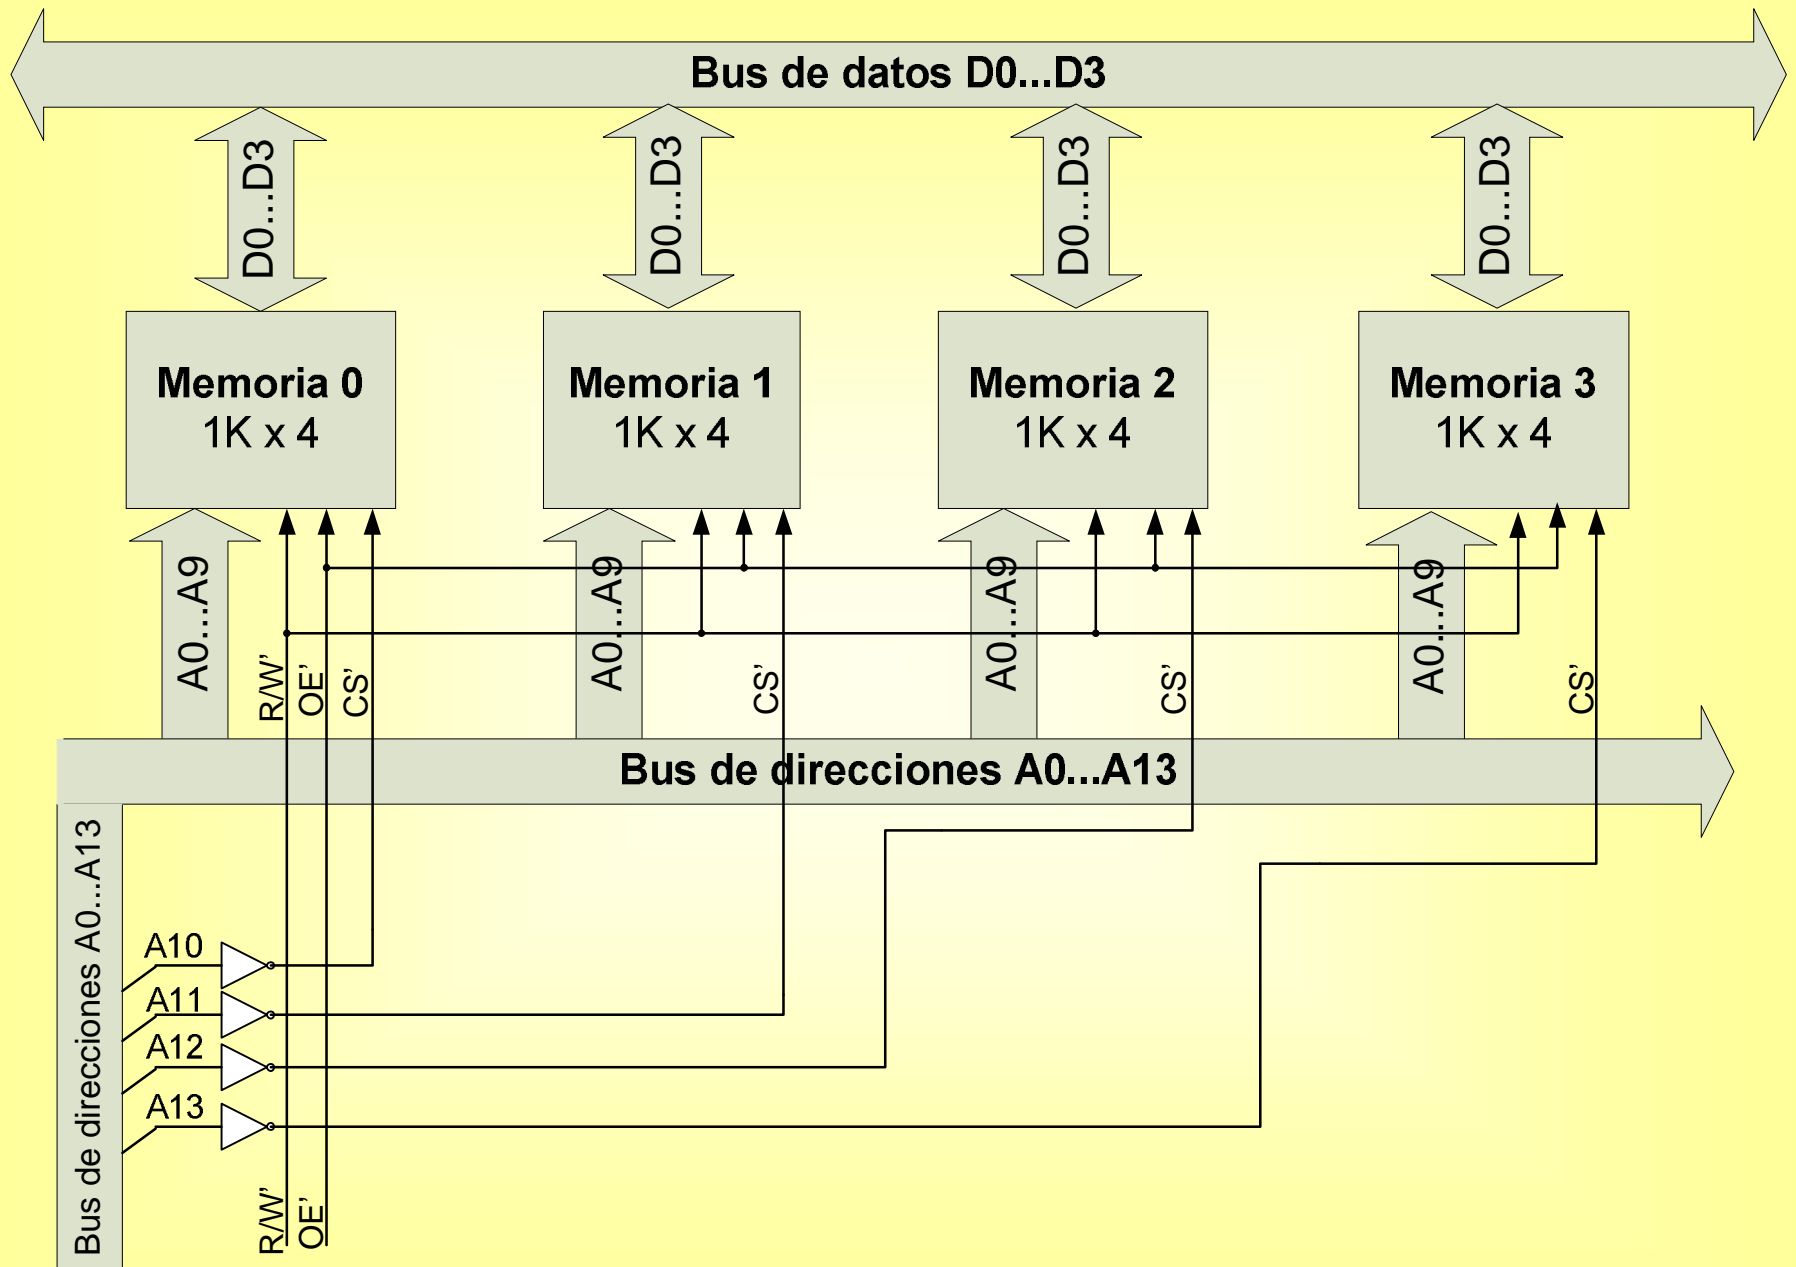 Bus de datos D0...D3
D0...D3
D0...D3
D0...D3
D0...D3
Memoria 0
1K x 4
Memoria 1
1K x 4
Memoria 2
1K x 4
Memoria 3
1K x 4
A0...A9
R/W’
OE’
CS’
A0...A9
CS’
A0...A9
CS’
A0...A9
CS’
Bus de direcciones A0...A13
Bus de direcciones A0...A13
A10
A11
A12
A13
R/W’
OE’